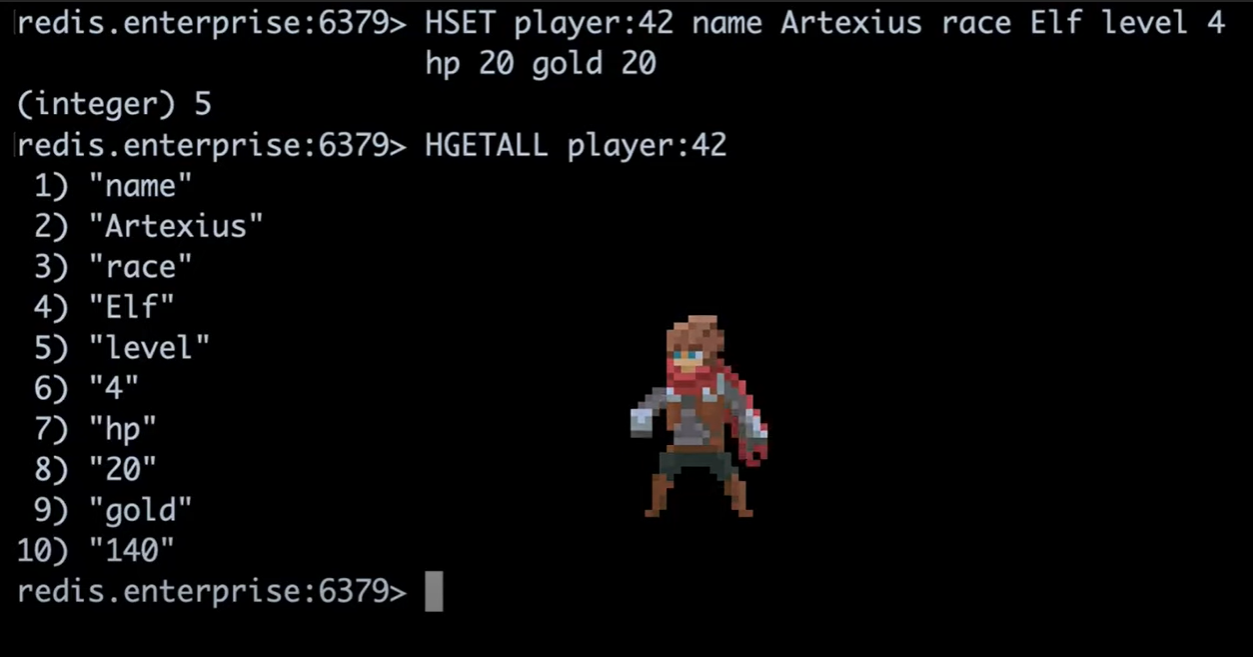 redis.enterprise:6379> HSET player:42 name Artexius race Elf level 4
hp 20 gold 20
(integer) 5
redis.enterprise:6379> HGETALL player:42
1) "name"
2) "Artexius"
3) "race"
4) "Elf"
5) "level"
6) "4"
7) "hp"
8) "20"
9) "gold"
10) "140"
redis.enterprise:6379>